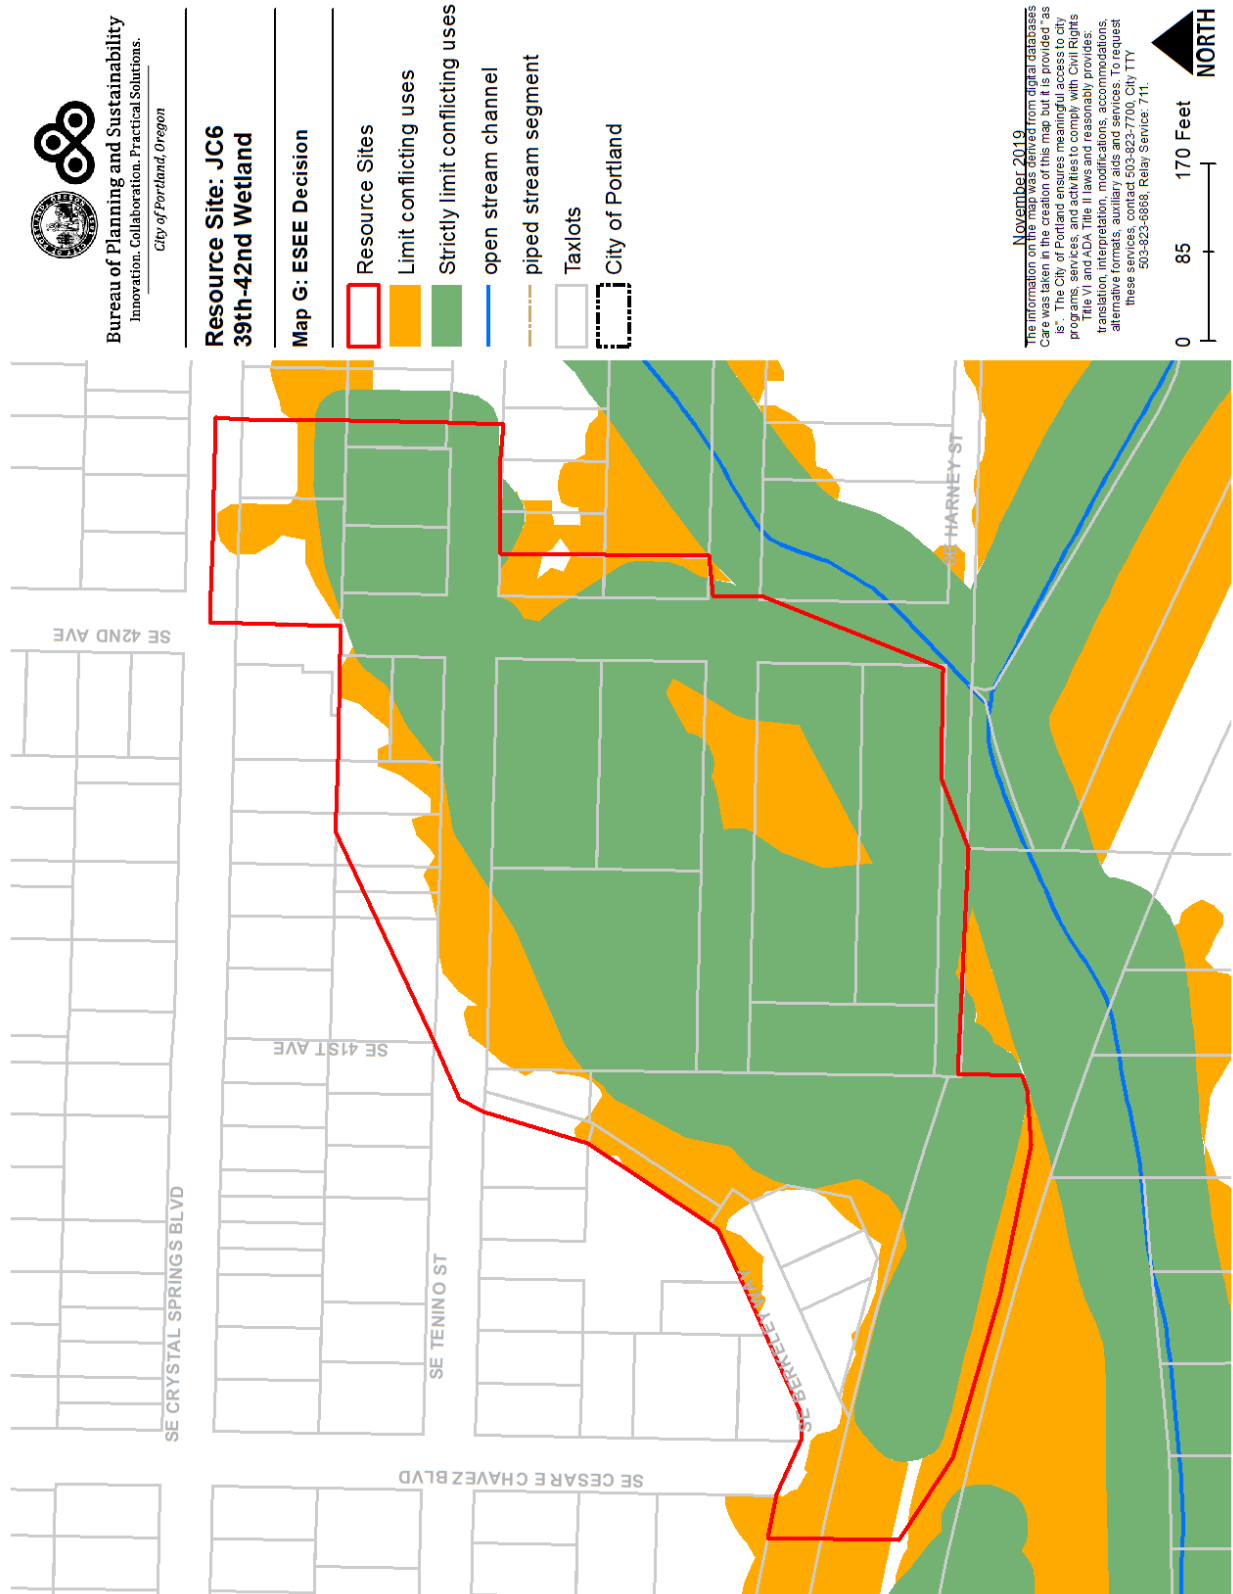 Bureau of Planning and Sustainability
Innovation. Collaboration. Practical Solutions.
City of Portland, Oregon
Resource Site: JC6
39th-42nd Wetland
Map G: ESEE Decision
Resource Sites
Limit conflicting uses
Strictly limit conflicting uses
open stream channel
piped stream segment
Taxlots
City of Portland
November 2019
The information on the map was derived from digital databases
Care was taken in the creation of this map but it is provided "as
is". The City of Portland ensures meaningful access to city
programs, services, and activities to comply with Civil Rights
Title VI and ADA Title II laws and reasonably provides:
translation, interpretation, modifications, accommodations,
alternative formats, auxiliary aids and services. To request
these services, contact 503-823-7700, City TTY
503-823-6868, Relay Service: 711.
0 85 170 Feet
NORTH
SE CRYSTAL SPRINGS BLVD
SE 42ND AVE
SE 41ST AVE
SE TENINO ST
SE CESAR E CHAVEZ BLVD
SE BERKELEY WAY
SE HARNEY ST